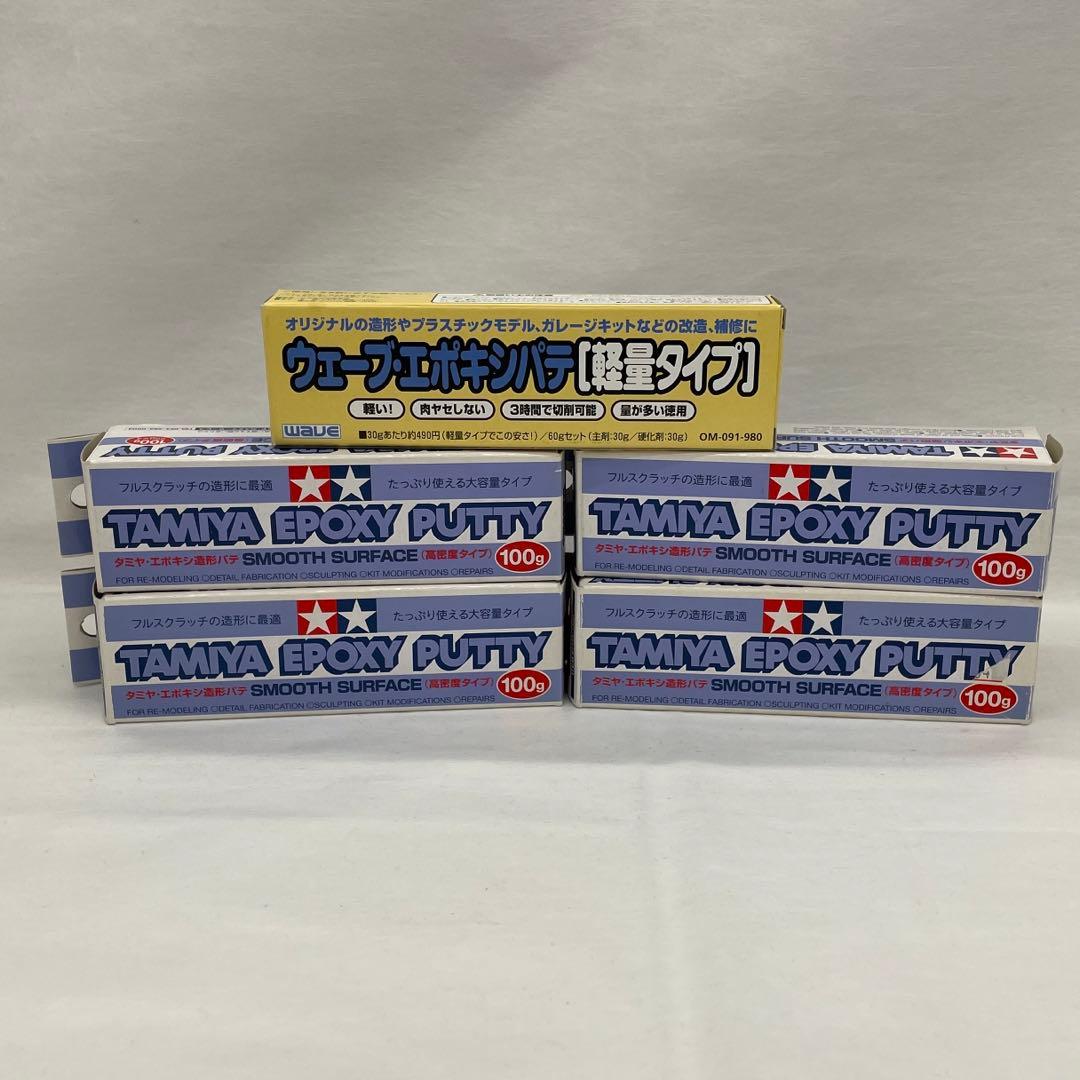 オリジナルの造形やプラスチックモデル、ガレージキットなどの改造、補修に
ウェーブ・エポキシパテ[軽量タイプ]
軽い! 肉ヤセしない 3時間で切削可能 量が多い徳用
wave ■30gあたり約490円(軽量タイプでこの安さ!)/60gセット(主剤:30g/硬化剤:30g) OM-091-980
100g
TAMIYA EPOXY PUTTY
フルスクラッチの造形に最適 たっぷり使える大容量タイプ
TAMIYA EPOXY PUTTY
タミヤ・エポキシ造形パテ SMOOTH SURFACE (高密度タイプ) 100g
FOR RE-MODELING ○DETAIL FABRICATION ○SCULPTING ○KIT MODIFICATIONS ○REPAIRS
SMOOTH SURFACE 100g
TAMIYA EPOXY PUTTY
フルスクラッチの造形に最適 たっぷり使える大容量タイプ
TAMIYA EPOXY PUTTY
タミヤ・エポキシ造形パテ SMOOTH SURFACE (高密度タイプ) 100g
FOR RE-MODELING ○DETAIL FABRICATION ○SCULPTING ○KIT MODIFICATIONS ○REPAIRS
フルスクラッチの造形に最適 たっぷり使える大容量タイプ
TAMIYA EPOXY PUTTY
タミヤ・エポキシ造形パテ SMOOTH SURFACE (高密度タイプ) 100g
FOR RE-MODELING ○DETAIL FABRICATION ○SCULPTING ○KIT MODIFICATIONS ○REPAIRS
フルスクラッチの造形に最適 たっぷり使える大容量タイプ
TAMIYA EPOXY PUTTY
タミヤ・エポキシ造形パテ SMOOTH SURFACE (高密度タイプ) 100g
FOR RE-MODELING ○DETAIL FABRICATION ○SCULPTING ○KIT MODIFICATIONS ○REPAIRS